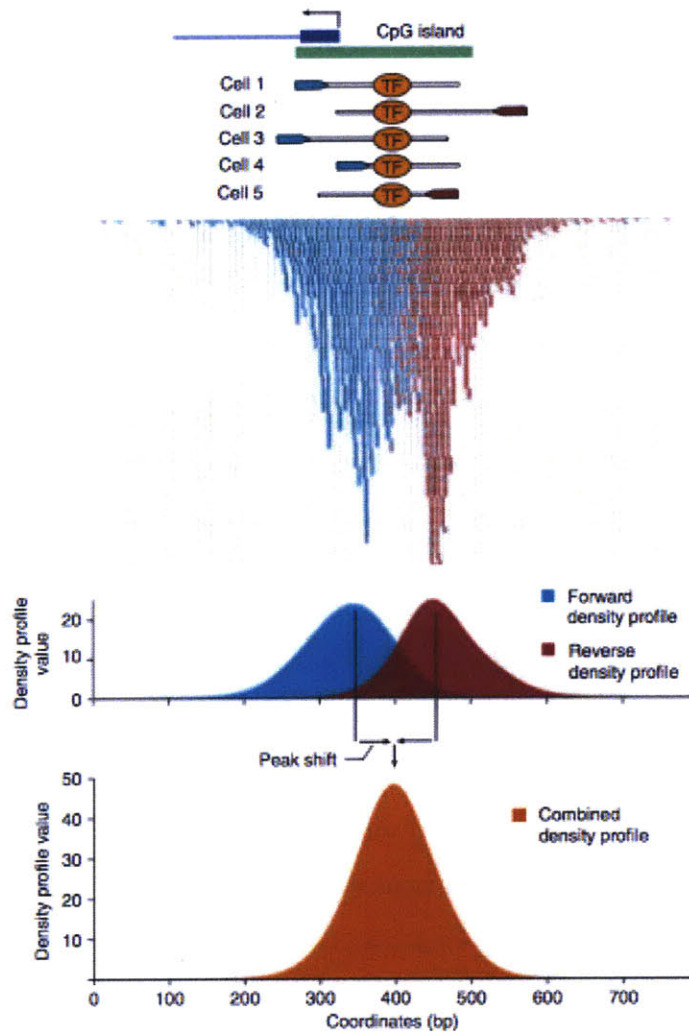 CpG island
Cell 1
TF
Cell 2
TF
Cell 3
TF
Cell 4
TF
Cell 5
TF
Density profile
value
20
10
0
Forward
density profile
Reverse
density profile
Peak shift
Density profile value
50
40
30
20
10
Combined
density profile
0
100
200
300
400
500
600
700
Coordinates (bp)